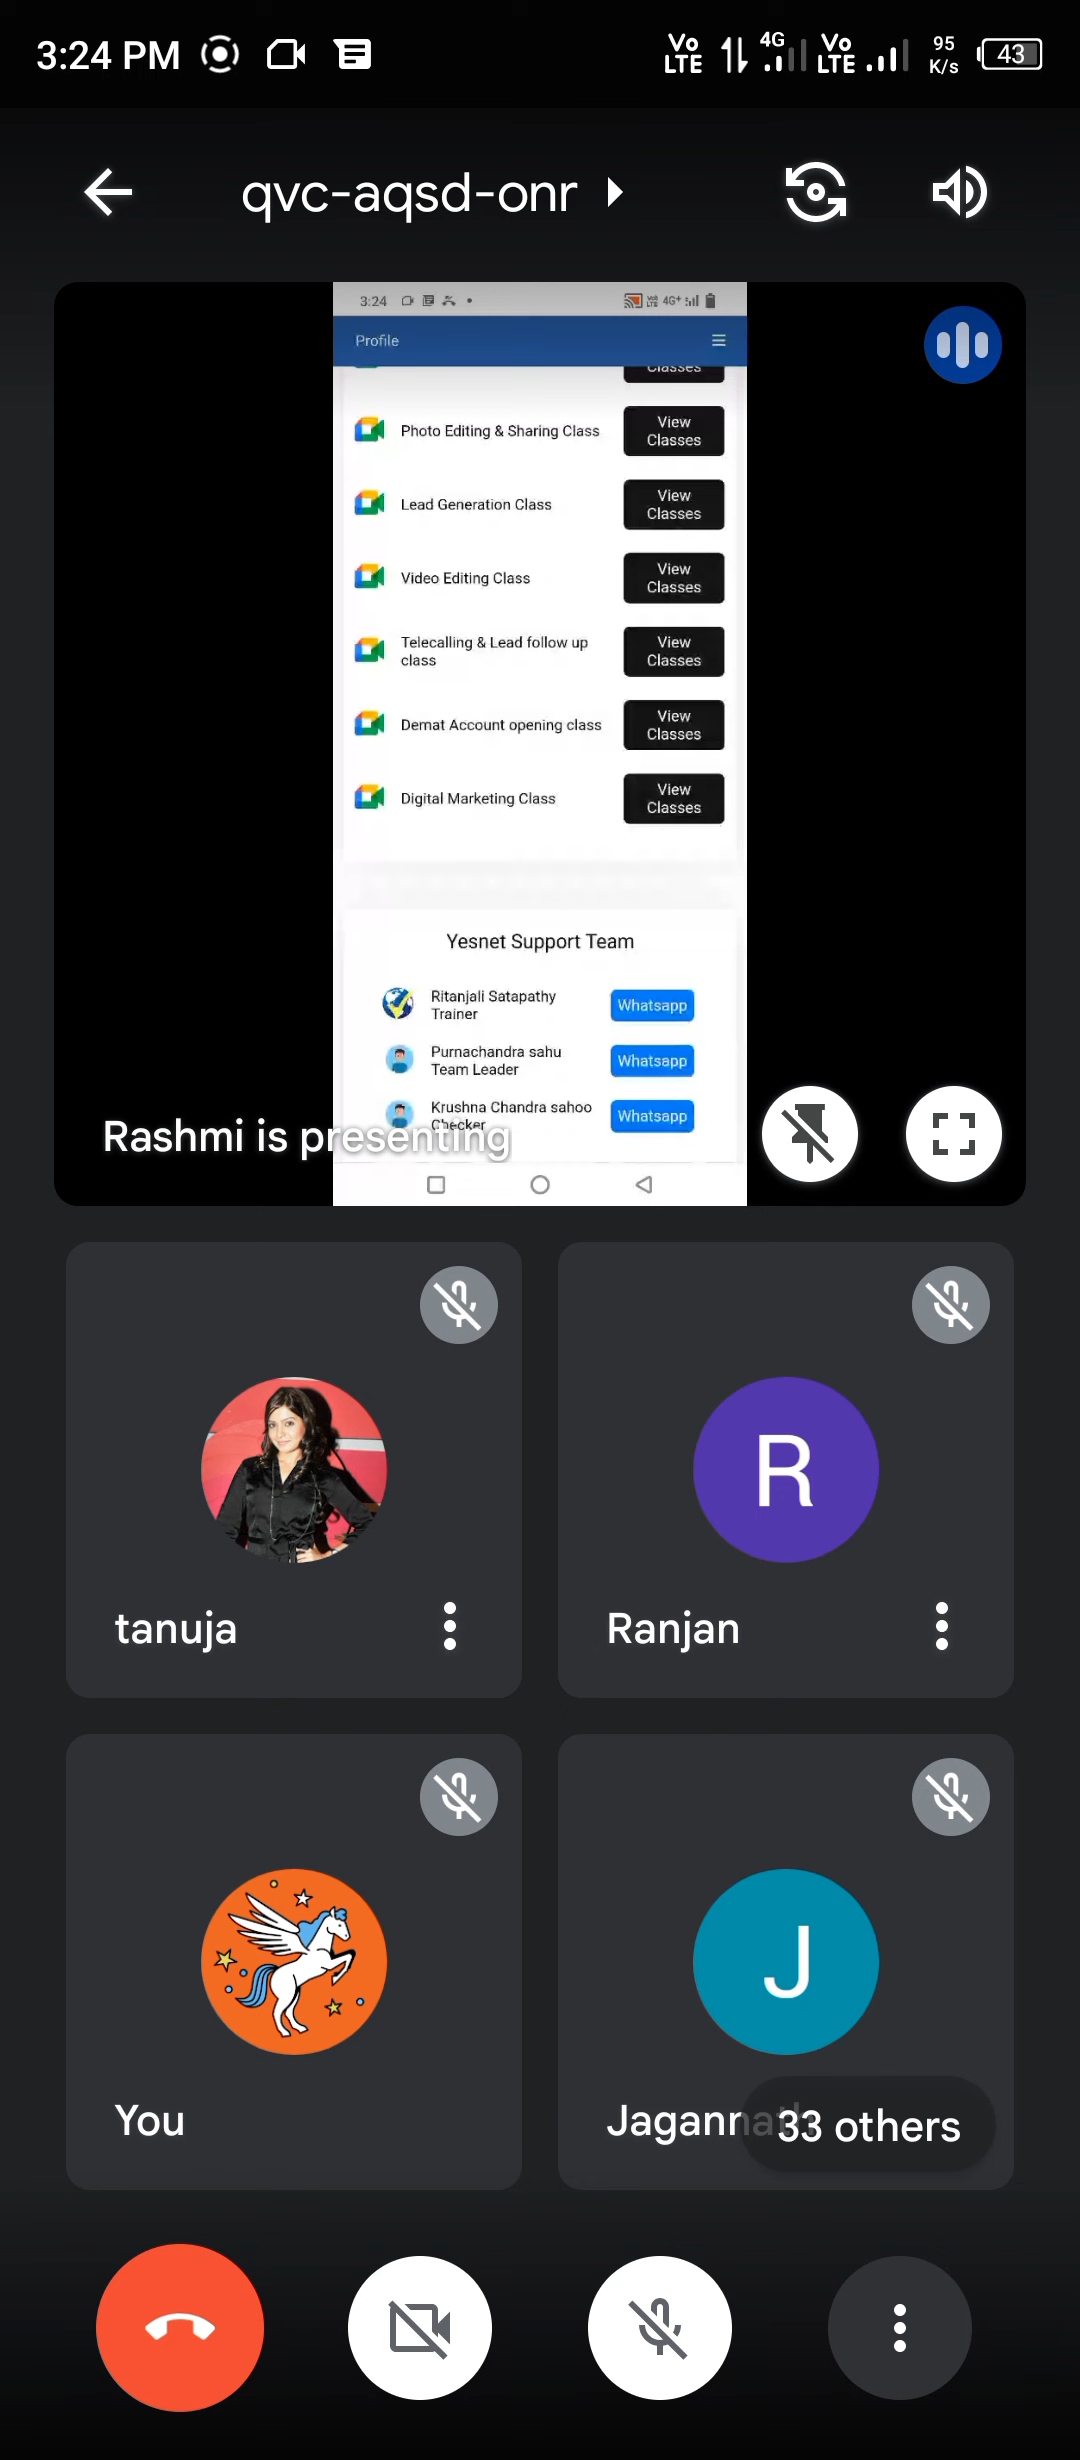 3:24 PM
Vo LTE 4G Vo LTE 95 K/s 43
qvc-aqsd-onr
3:24 4G+
Profile
Classes
Photo Editing & Sharing Class
View
Classes
Lead Generation Class
View
Classes
Video Editing Class
View
Classes
Telecalling & Lead follow up
class
View
Classes
Demat Account opening class
View
Classes
Digital Marketing Class
View
Classes
Yesnet Support Team
Ritanjali Satapathy
Trainer
Whatsapp
Purnachandra sahu
Team Leader
Whatsapp
Krushna Chandra sahoo
Checker
Whatsapp
Rashmi is presenting
tanuja
R
Ranjan
You
J
Jagannath
33 others